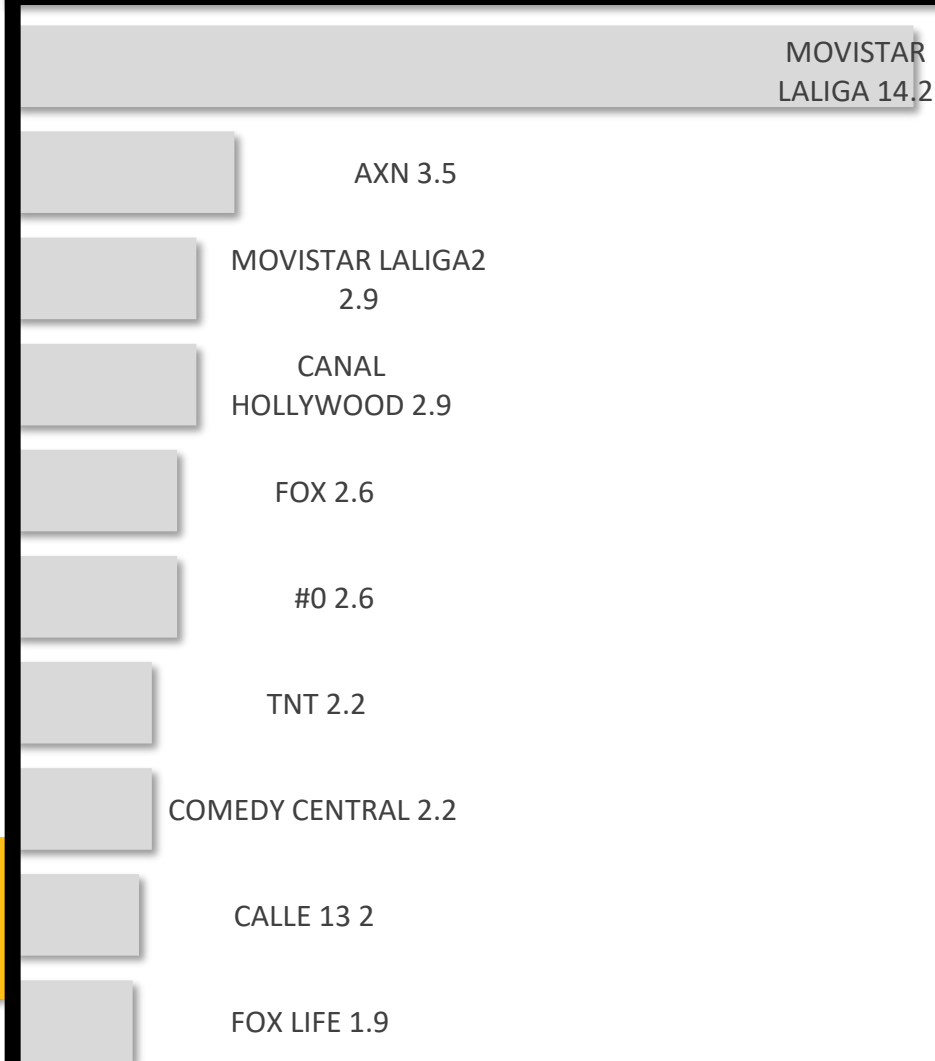 MOVISTAR
LALIGA 14.2
AXN 3.5
MOVISTAR LALIGA2
2.9
CANAL
HOLLYWOOD 2.9
FOX 2.6
#0 2.6
TNT 2.2
COMEDY CENTRAL 2.2
CALLE 13 2
FOX LIFE 1.9